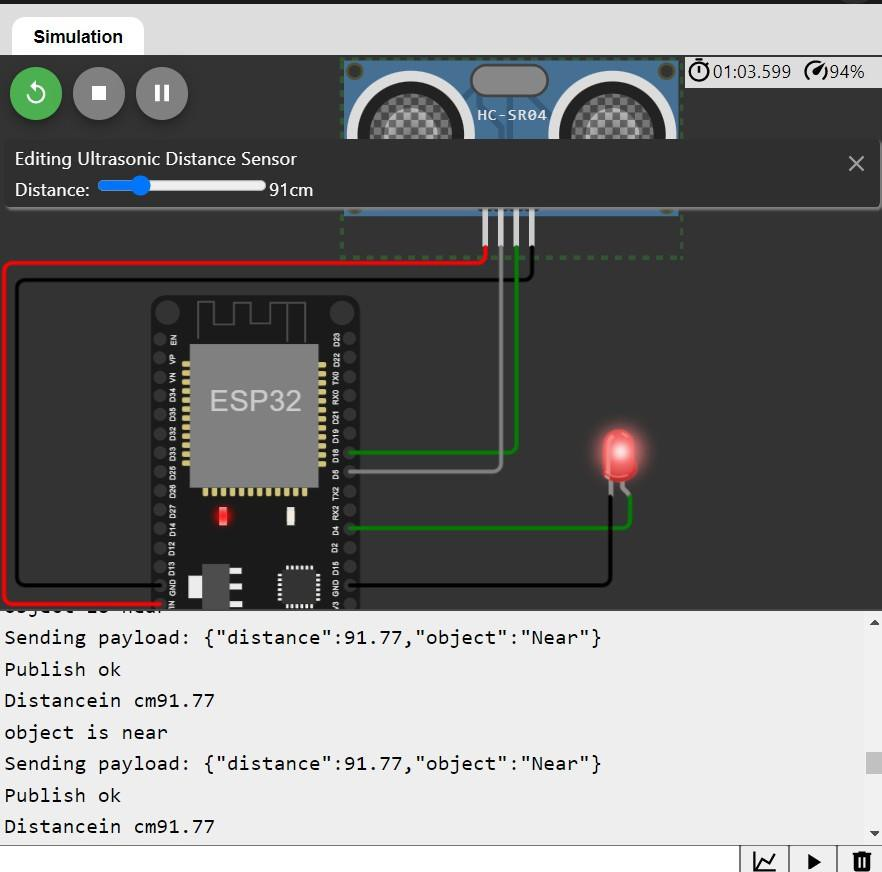 Simulation
01:03.599 94%
HC-SR04
Editing Ultrasonic Distance Sensor
Distance: 91cm
ESP32
EN
VP
VN
D34
D35
D32
D33
D25
D26
D27
D14
D12
D13
GND
D23
D22
TX0
RX0
D21
D19
D18
D5
TX2
RX2
D4
D2
D15
GND
object is near
Sending payload: {"distance":91.77,"object":"Near"}
Publish ok
Distancein cm91.77
object is near
Sending payload: {"distance":91.77,"object":"Near"}
Publish ok
Distancein cm91.77